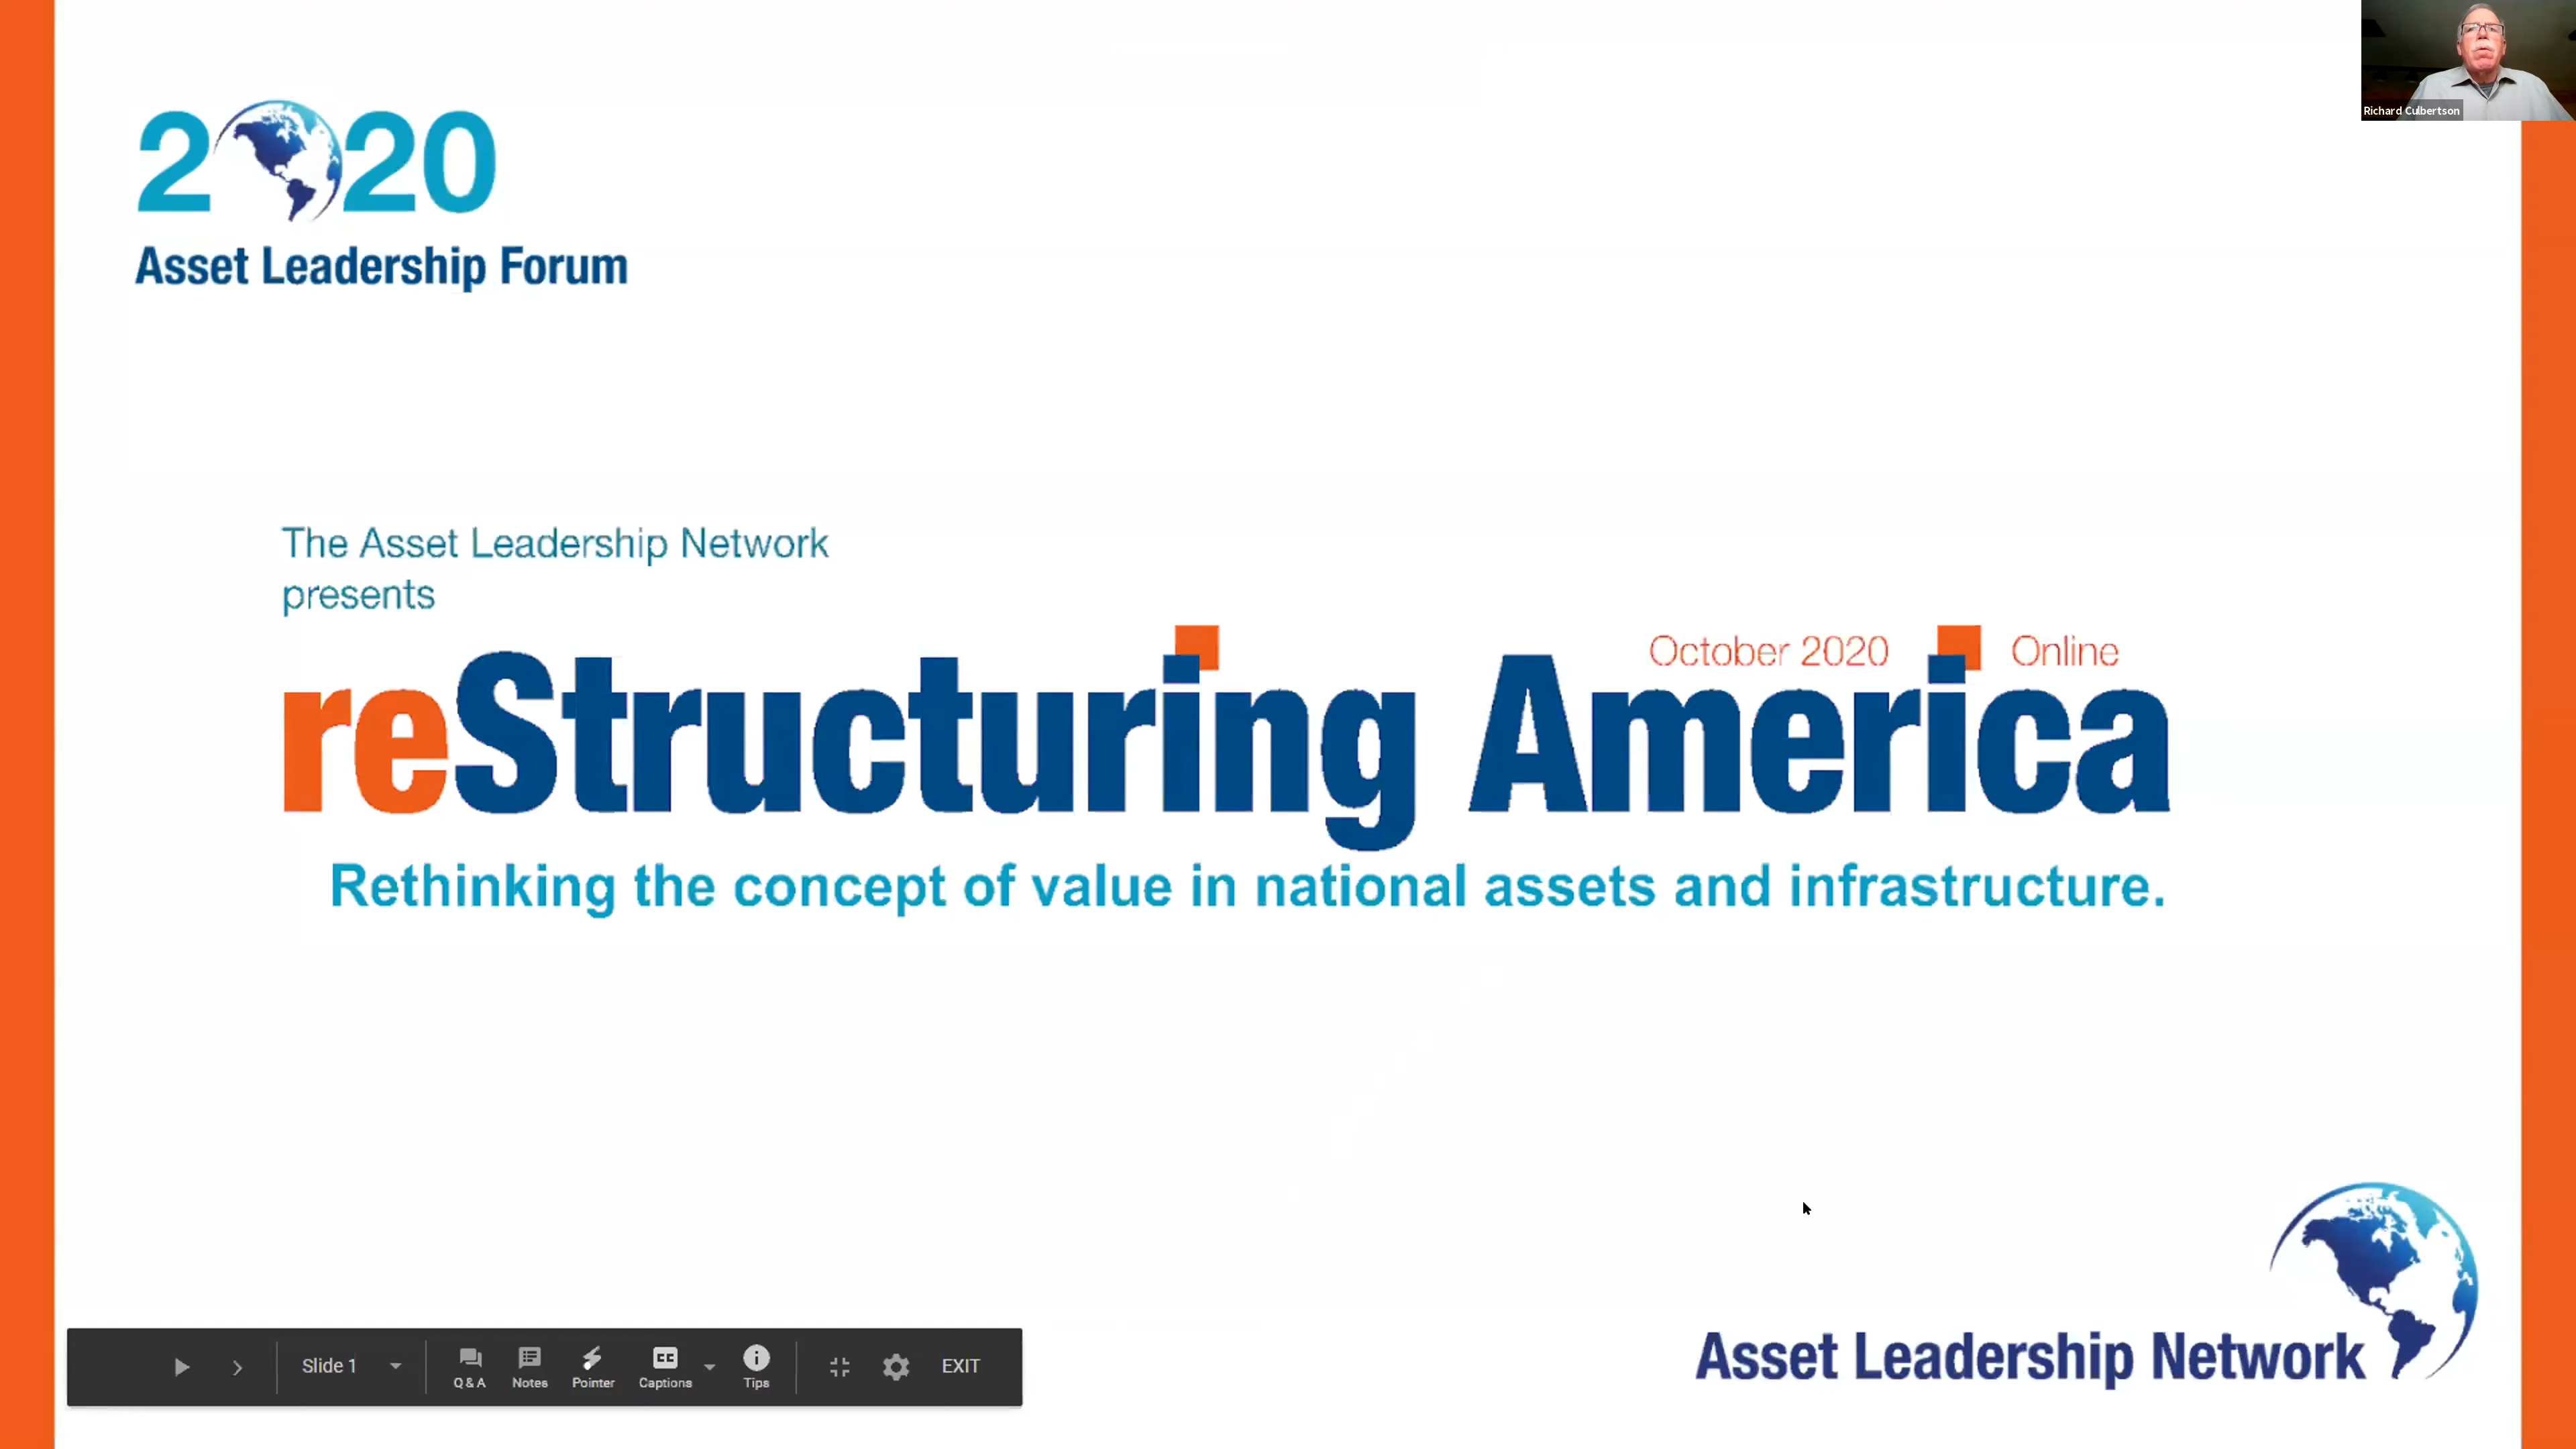 Richard Culbertson
2020
Asset Leadership Forum
The Asset Leadership Network
presents
October 2020 Online
reStructuring America
Rethinking the concept of value in national assets and infrastructure.
Asset Leadership Network
Slide 1
Q & A Notes Pointer Captions Tips
CC
EXIT